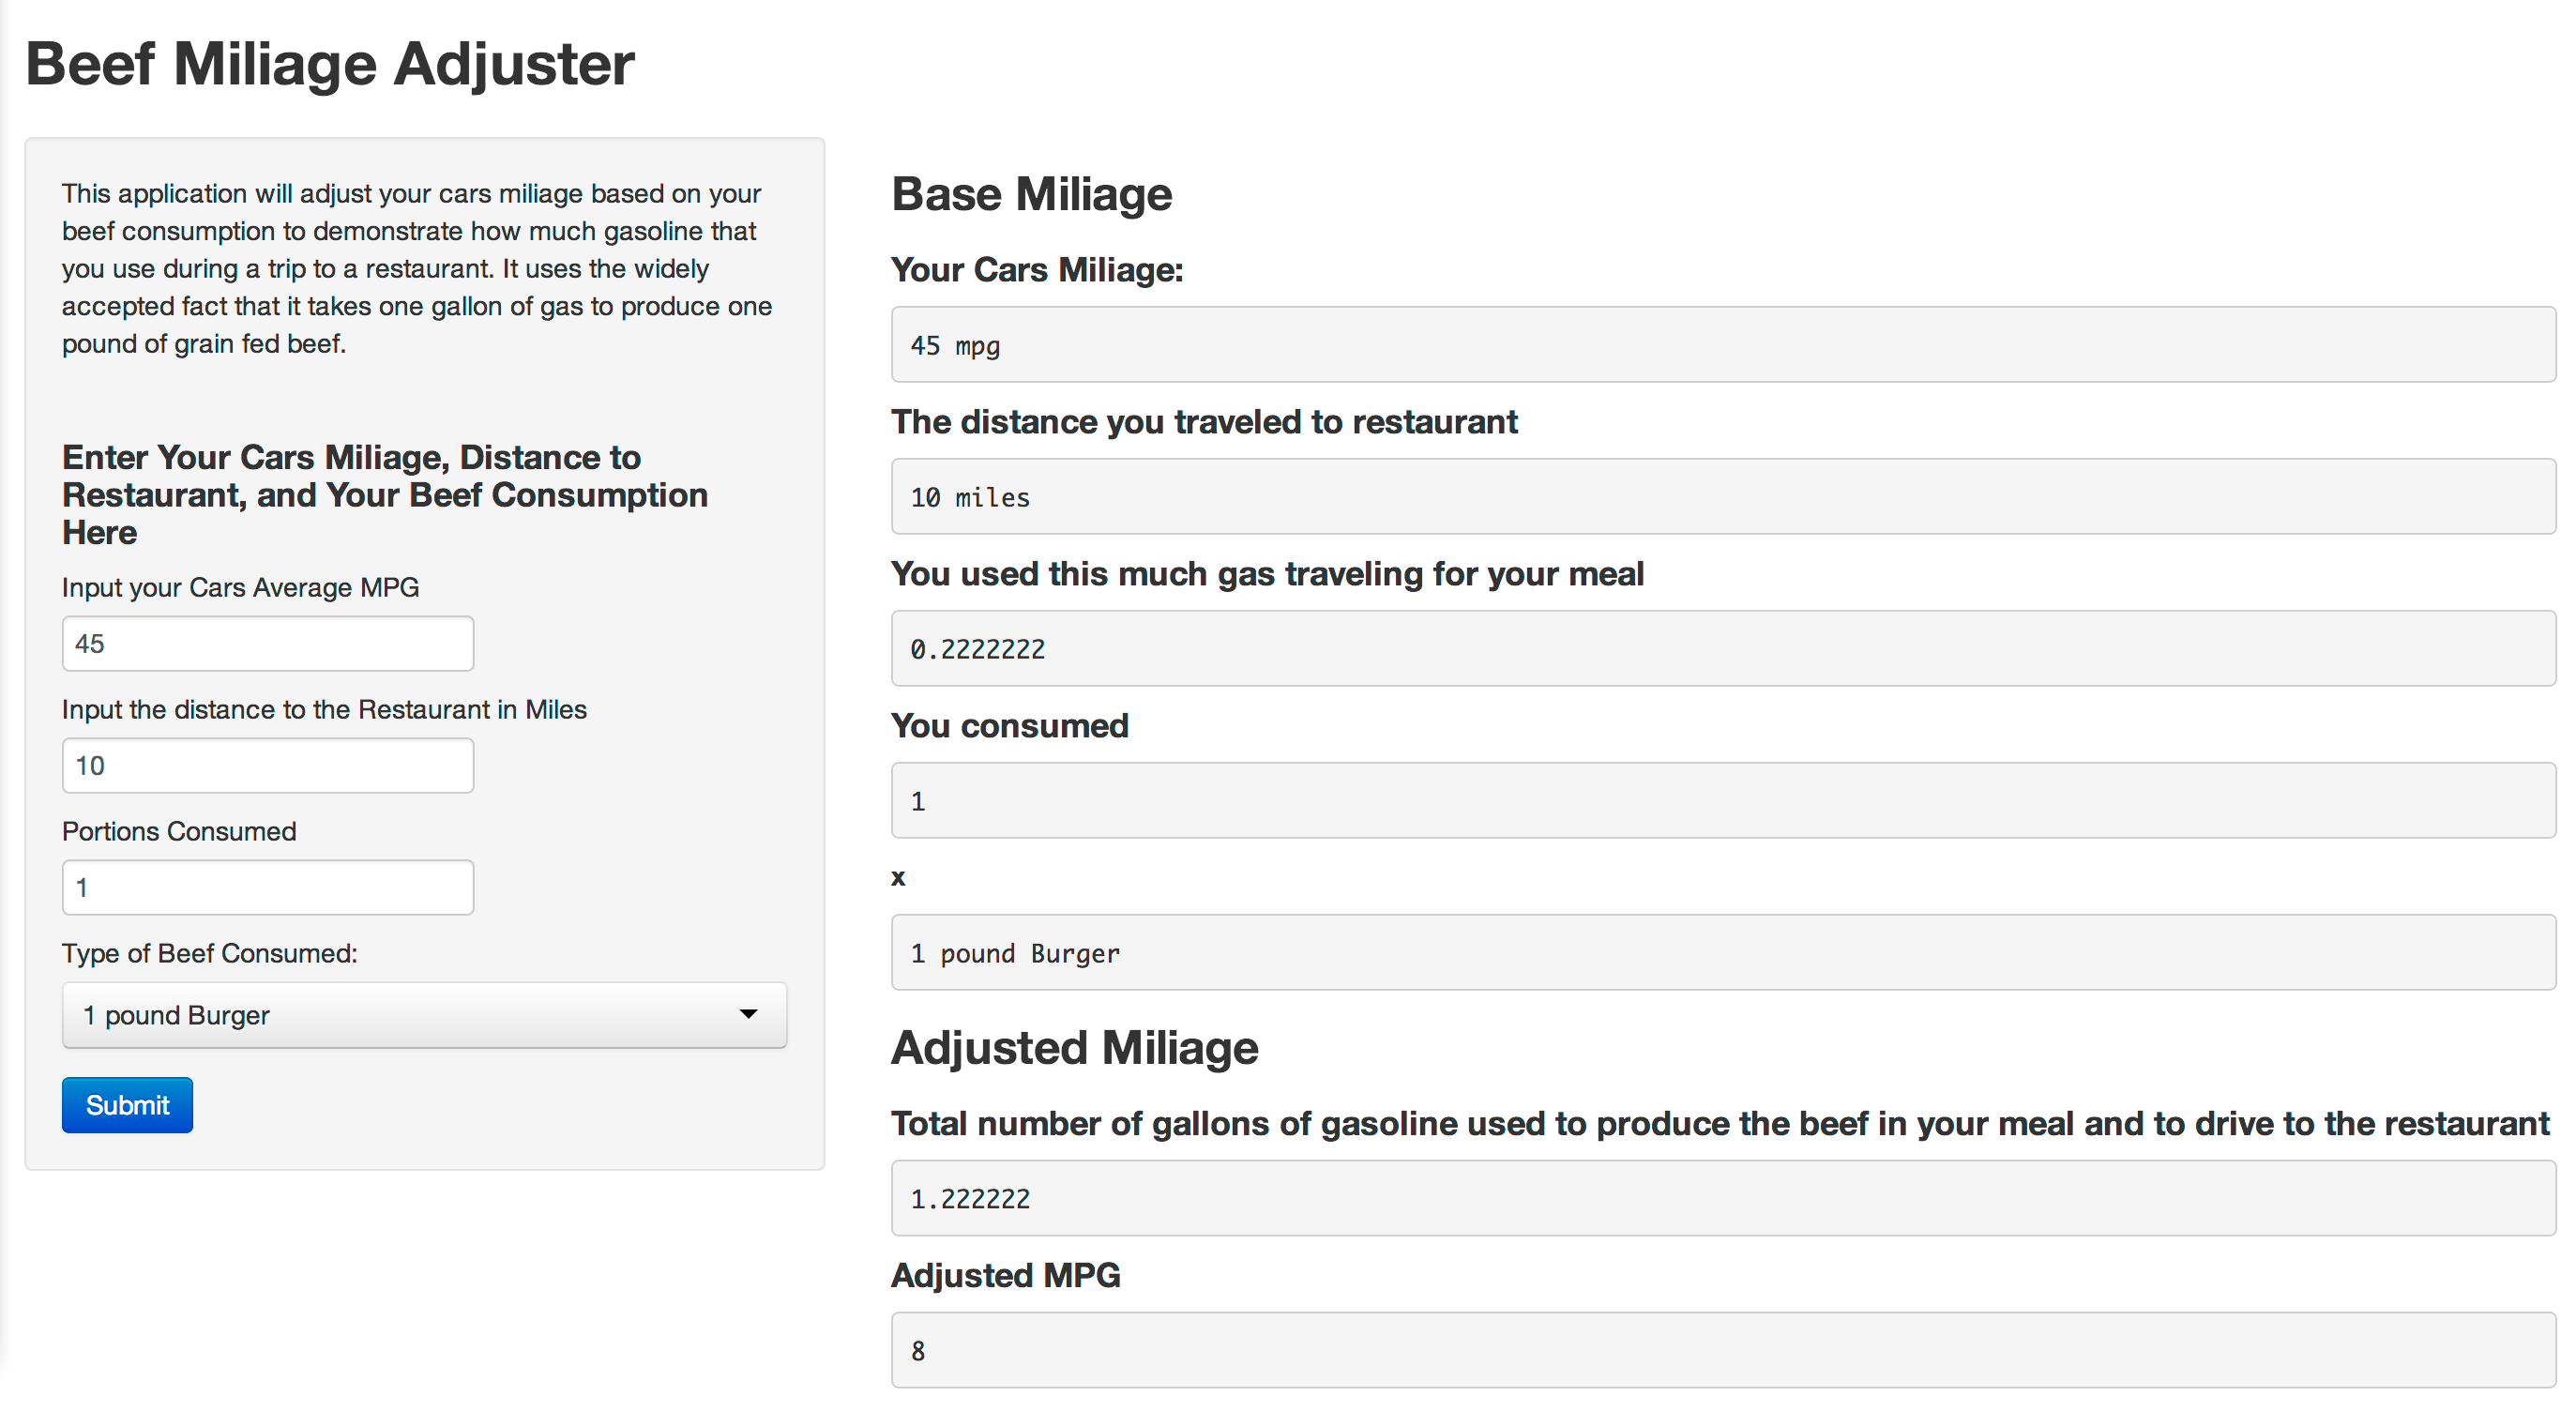 Beef Miliage Adjuster
This application will adjust your cars miliage based on your
beef consumption to demonstrate how much gasoline that
you use during a trip to a restaurant. It uses the widely
accepted fact that it takes one gallon of gas to produce one
pound of grain fed beef.
Enter Your Cars Miliage, Distance to
Restaurant, and Your Beef Consumption
Here
Input your Cars Average MPG
45
Input the distance to the Restaurant in Miles
10
Portions Consumed
1
Type of Beef Consumed:
1 pound Burger
Submit
Base Miliage
Your Cars Miliage:
45 mpg
The distance you traveled to restaurant
10 miles
You used this much gas traveling for your meal
0.2222222
You consumed
1
x
1 pound Burger
Adjusted Miliage
Total number of gallons of gasoline used to produce the beef in your meal and to drive to the restaurant
1.222222
Adjusted MPG
8